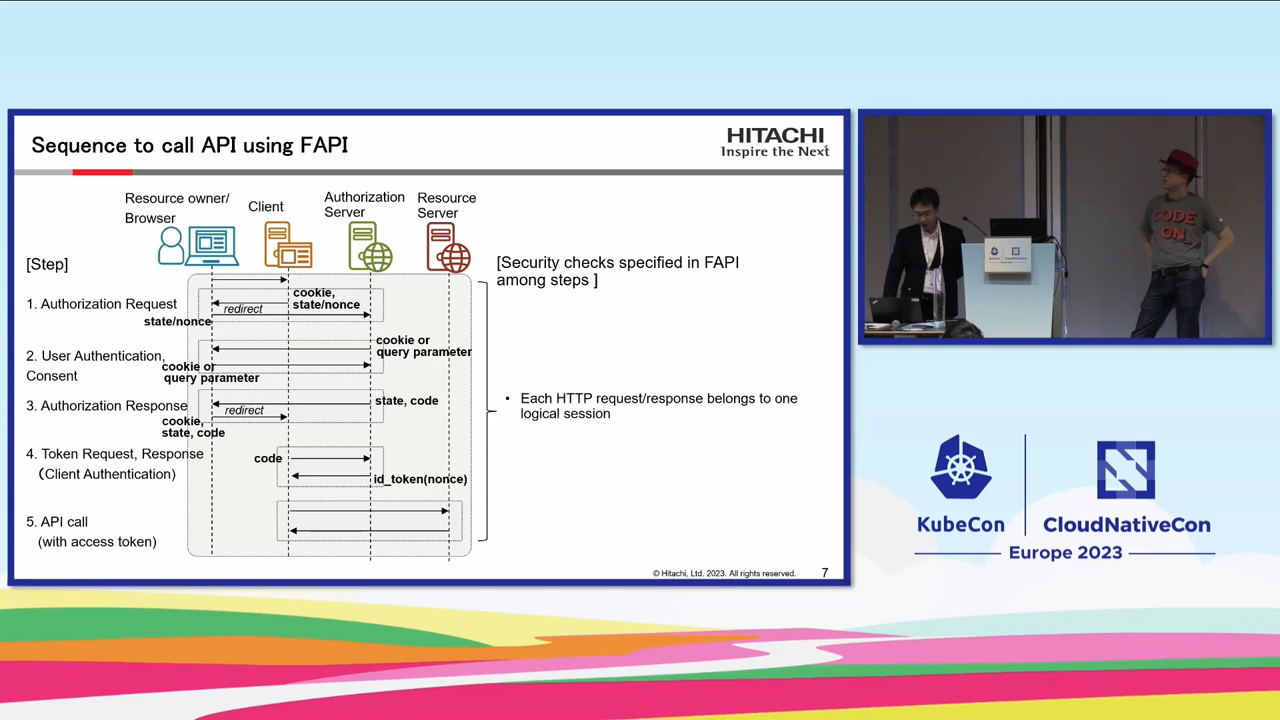 Sequence to call API using FAPI
HITACHI
Inspire the Next
Resource owner/
Browser
Client
Authorization
Server
Resource
Server
[Step]
[Security checks specified in FAPI
among steps ]
1. Authorization Request
cookie,
state/nonce
redirect
state/nonce
2. User Authentication,
Consent
cookie or
query parameter
cookie or
query parameter
3. Authorization Response
state, code
redirect
cookie,
state, code
• Each HTTP request/response belongs to one
logical session
4. Token Request, Response
(Client Authentication)
code
id_token(nonce)
5. API call
(with access token)
© Hitachi, Ltd. 2023. All rights reserved.
7
CODE
ON_
KubeCon
CloudNativeCon
Europe 2023